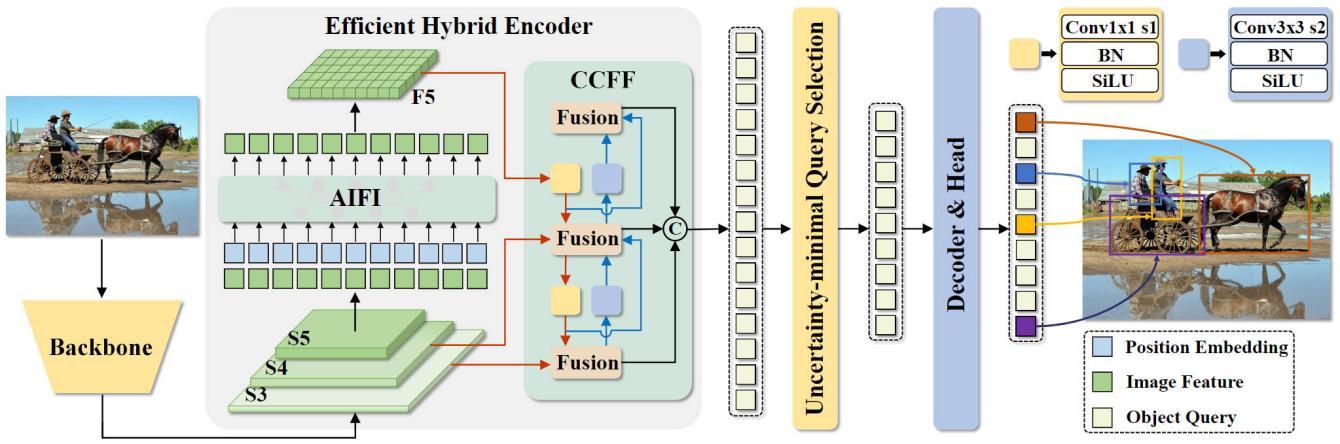 Efficient Hybrid Encoder
F5
AIFI
S5
S4
S3
Backbone
CCFF
Fusion
Fusion
Fusion
C
Uncertainty-minimal Query Selection
Decoder & Head
Conv1x1 s1
BN
SiLU
Conv3x3 s2
BN
SiLU
Position Embedding
Image Feature
Object Query